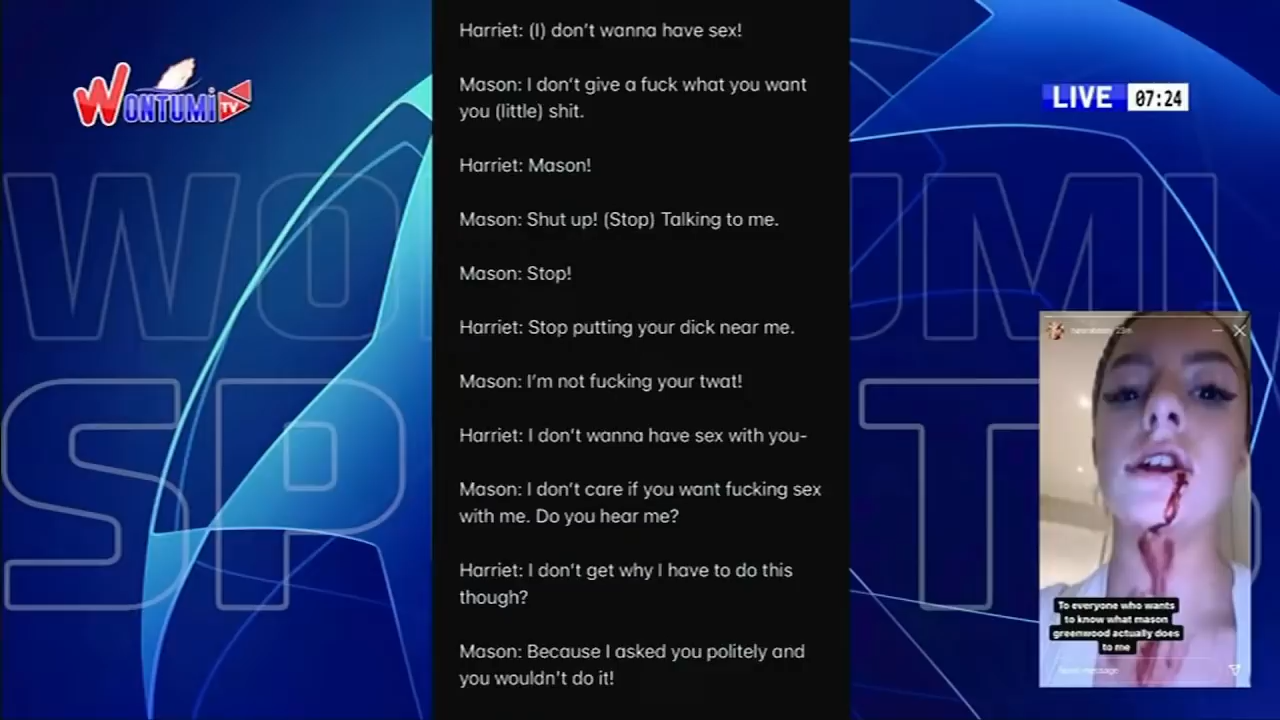 WONTUMi TV
LIVE 07:24
Harriet: (I) don't wanna have sex!
Mason: I don't give a fuck what you want
you (little) shit.
Harriet: Mason!
Mason: Shut up! (Stop) Talking to me.
Mason: Stop!
Harriet: Stop putting your dick near me.
Mason: I'm not fucking your twat!
Harriet: I don't wanna have sex with you-
Mason: I don't care if you want fucking sex
with me. Do you hear me?
Harriet: I don't get why I have to do this
though?
Mason: Because I asked you politely and
you wouldn't do it!
To everyone who wants
to know what mason
greenwood actually does
to me